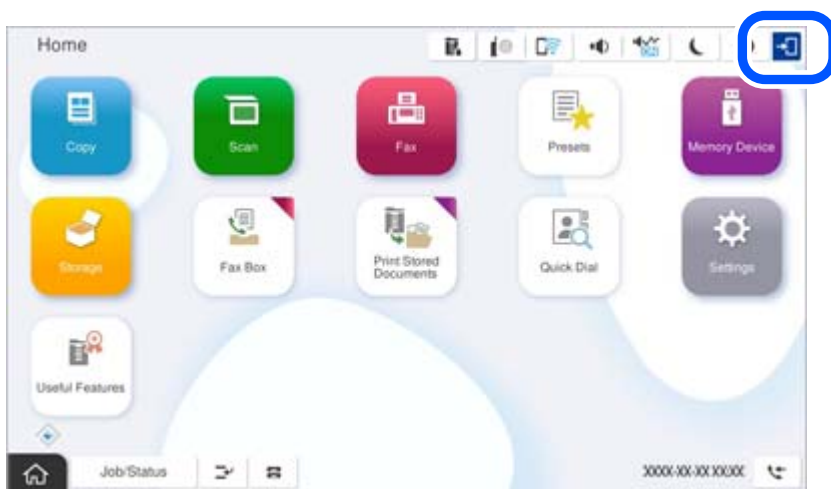 Home
Copy
Scan
Fax
Presets
Memory Device
Storage
Fax Box
Print Stored
Documents
Quick Dial
Settings
Useful Features
Job/Status
XXXX-XX-XX XX:XX